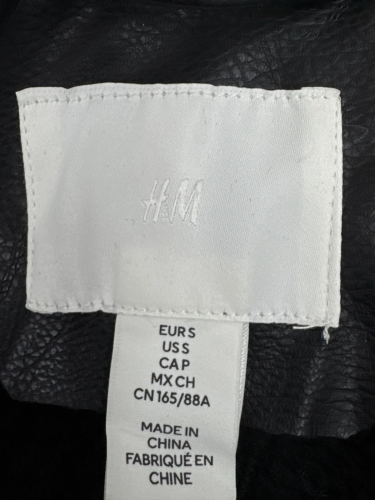 H&M
EUR S
US S
CA P
MX CH
CN 165/88A
MADE IN
CHINA
FABRIQUÉ EN
CHINE